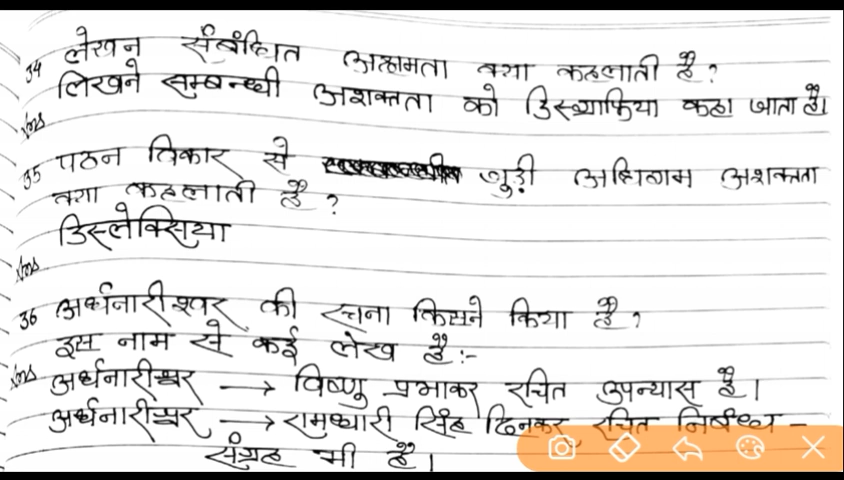 34 लेखन संबंधित अक्षमता क्या कहलाती है?
Ans लिखने सम्बन्धी अशक्तता को डिस्ग्राफिया कहा जाता है।
35 पठन विकार से जुड़ी अधिगम अशक्तता
क्या कहलाती है?
Ans डिस्लेक्सिया
36 अर्धनारीश्वर की रचना किसने किया है?
इस नाम से कई लेख है :-
Ans अर्धनारीश्वर → विष्णु प्रभाकर रचित उपन्यास है।
अर्धनारीश्वर → रामधारी सिंह दिनकर रचित निबंध -
संग्रह भी है।